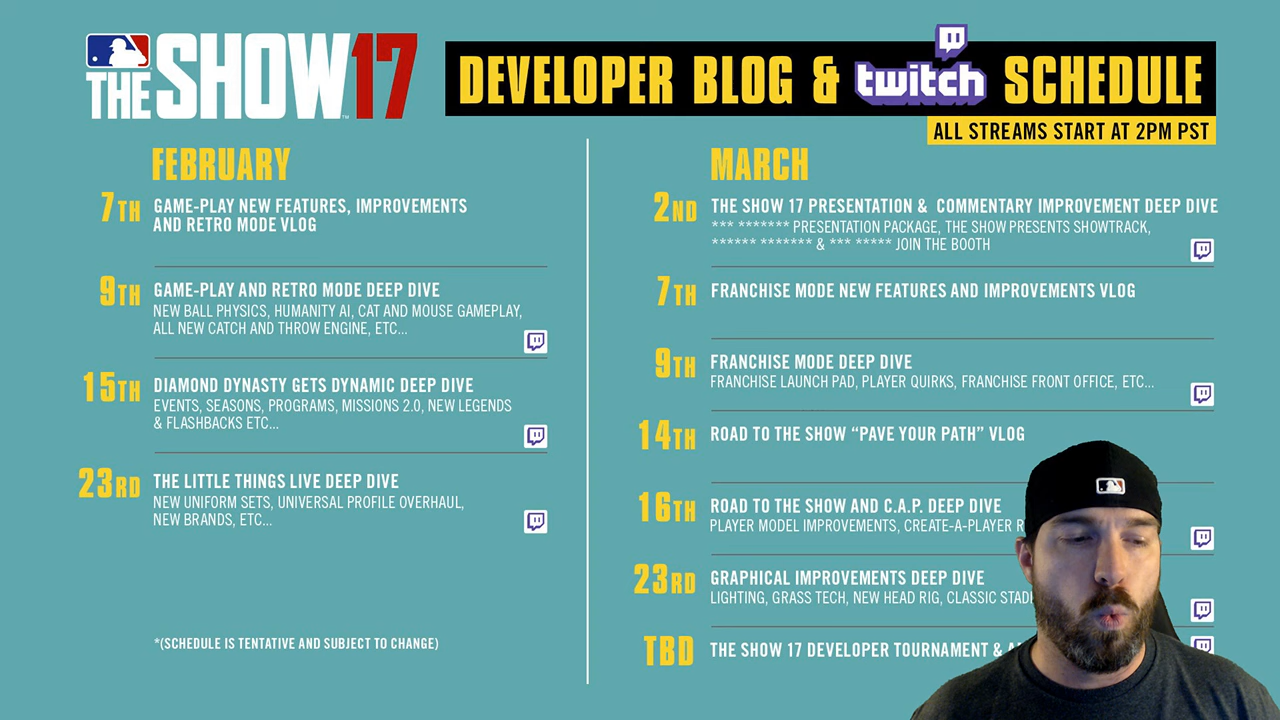 THE SHOW 17
DEVELOPER BLOG & twitch SCHEDULE
ALL STREAMS START AT 2PM PST
FEBRUARY
7TH GAME-PLAY NEW FEATURES, IMPROVEMENTS
AND RETRO MODE VLOG
9TH GAME-PLAY AND RETRO MODE DEEP DIVE
NEW BALL PHYSICS, HUMANITY AI, CAT AND MOUSE GAMEPLAY,
ALL NEW CATCH AND THROW ENGINE, ETC...
15TH DIAMOND DYNASTY GETS DYNAMIC DEEP DIVE
EVENTS, SEASONS, PROGRAMS, MISSIONS 2.0, NEW LEGENDS
& FLASHBACKS ETC...
23RD THE LITTLE THINGS LIVE DEEP DIVE
NEW UNIFORM SETS, UNIVERSAL PROFILE OVERHAUL,
NEW BRANDS, ETC...
*(SCHEDULE IS TENTATIVE AND SUBJECT TO CHANGE)
MARCH
2ND THE SHOW 17 PRESENTATION & COMMENTARY IMPROVEMENT DEEP DIVE
*** ******* PRESENTATION PACKAGE, THE SHOW PRESENTS SHOWTRACK,
****** ******* & *** ***** JOIN THE BOOTH
7TH FRANCHISE MODE NEW FEATURES AND IMPROVEMENTS VLOG
9TH FRANCHISE MODE DEEP DIVE
FRANCHISE LAUNCH PAD, PLAYER QUIRKS, FRANCHISE FRONT OFFICE, ETC...
14TH ROAD TO THE SHOW “PAVE YOUR PATH” VLOG
16TH ROAD TO THE SHOW AND C.A.P. DEEP DIVE
PLAYER MODEL IMPROVEMENTS, CREATE-A-PLAYER
23RD GRAPHICAL IMPROVEMENTS DEEP DIVE
LIGHTING, GRASS TECH, NEW HEAD RIG, CLASSIC
TBD THE SHOW 17 DEVELOPER TOURNAMENT &